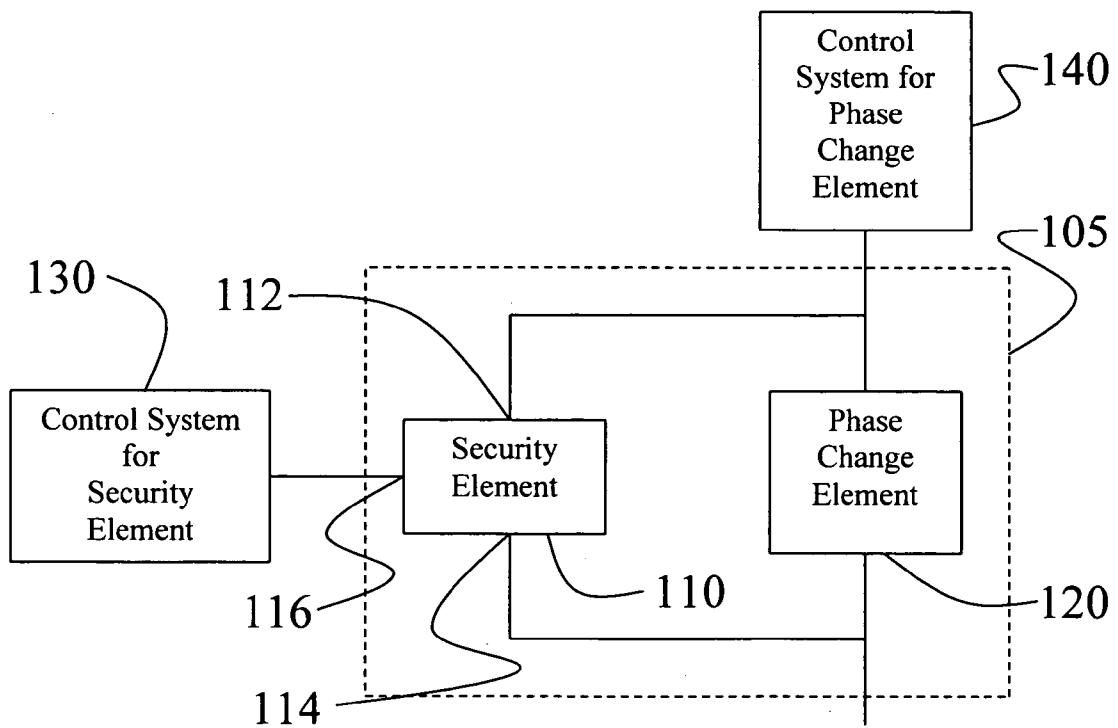 Control
System for
Phase
Change
Element
140
105
130
112
Control System
for
Security
Element
Security
Element
Phase
Change
Element
116
110
120
114